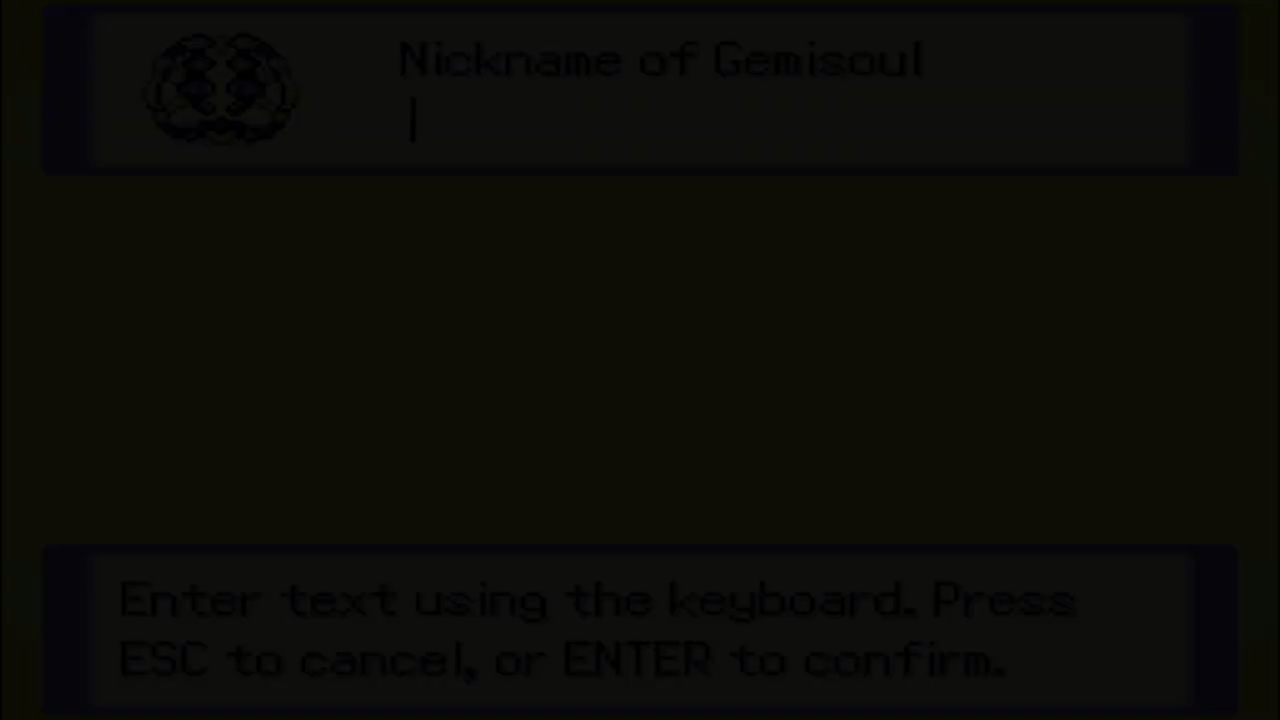 Nickname of Gemisoul
Enter text using the keyboard. Press
ESC to cancel, or ENTER to confirm.